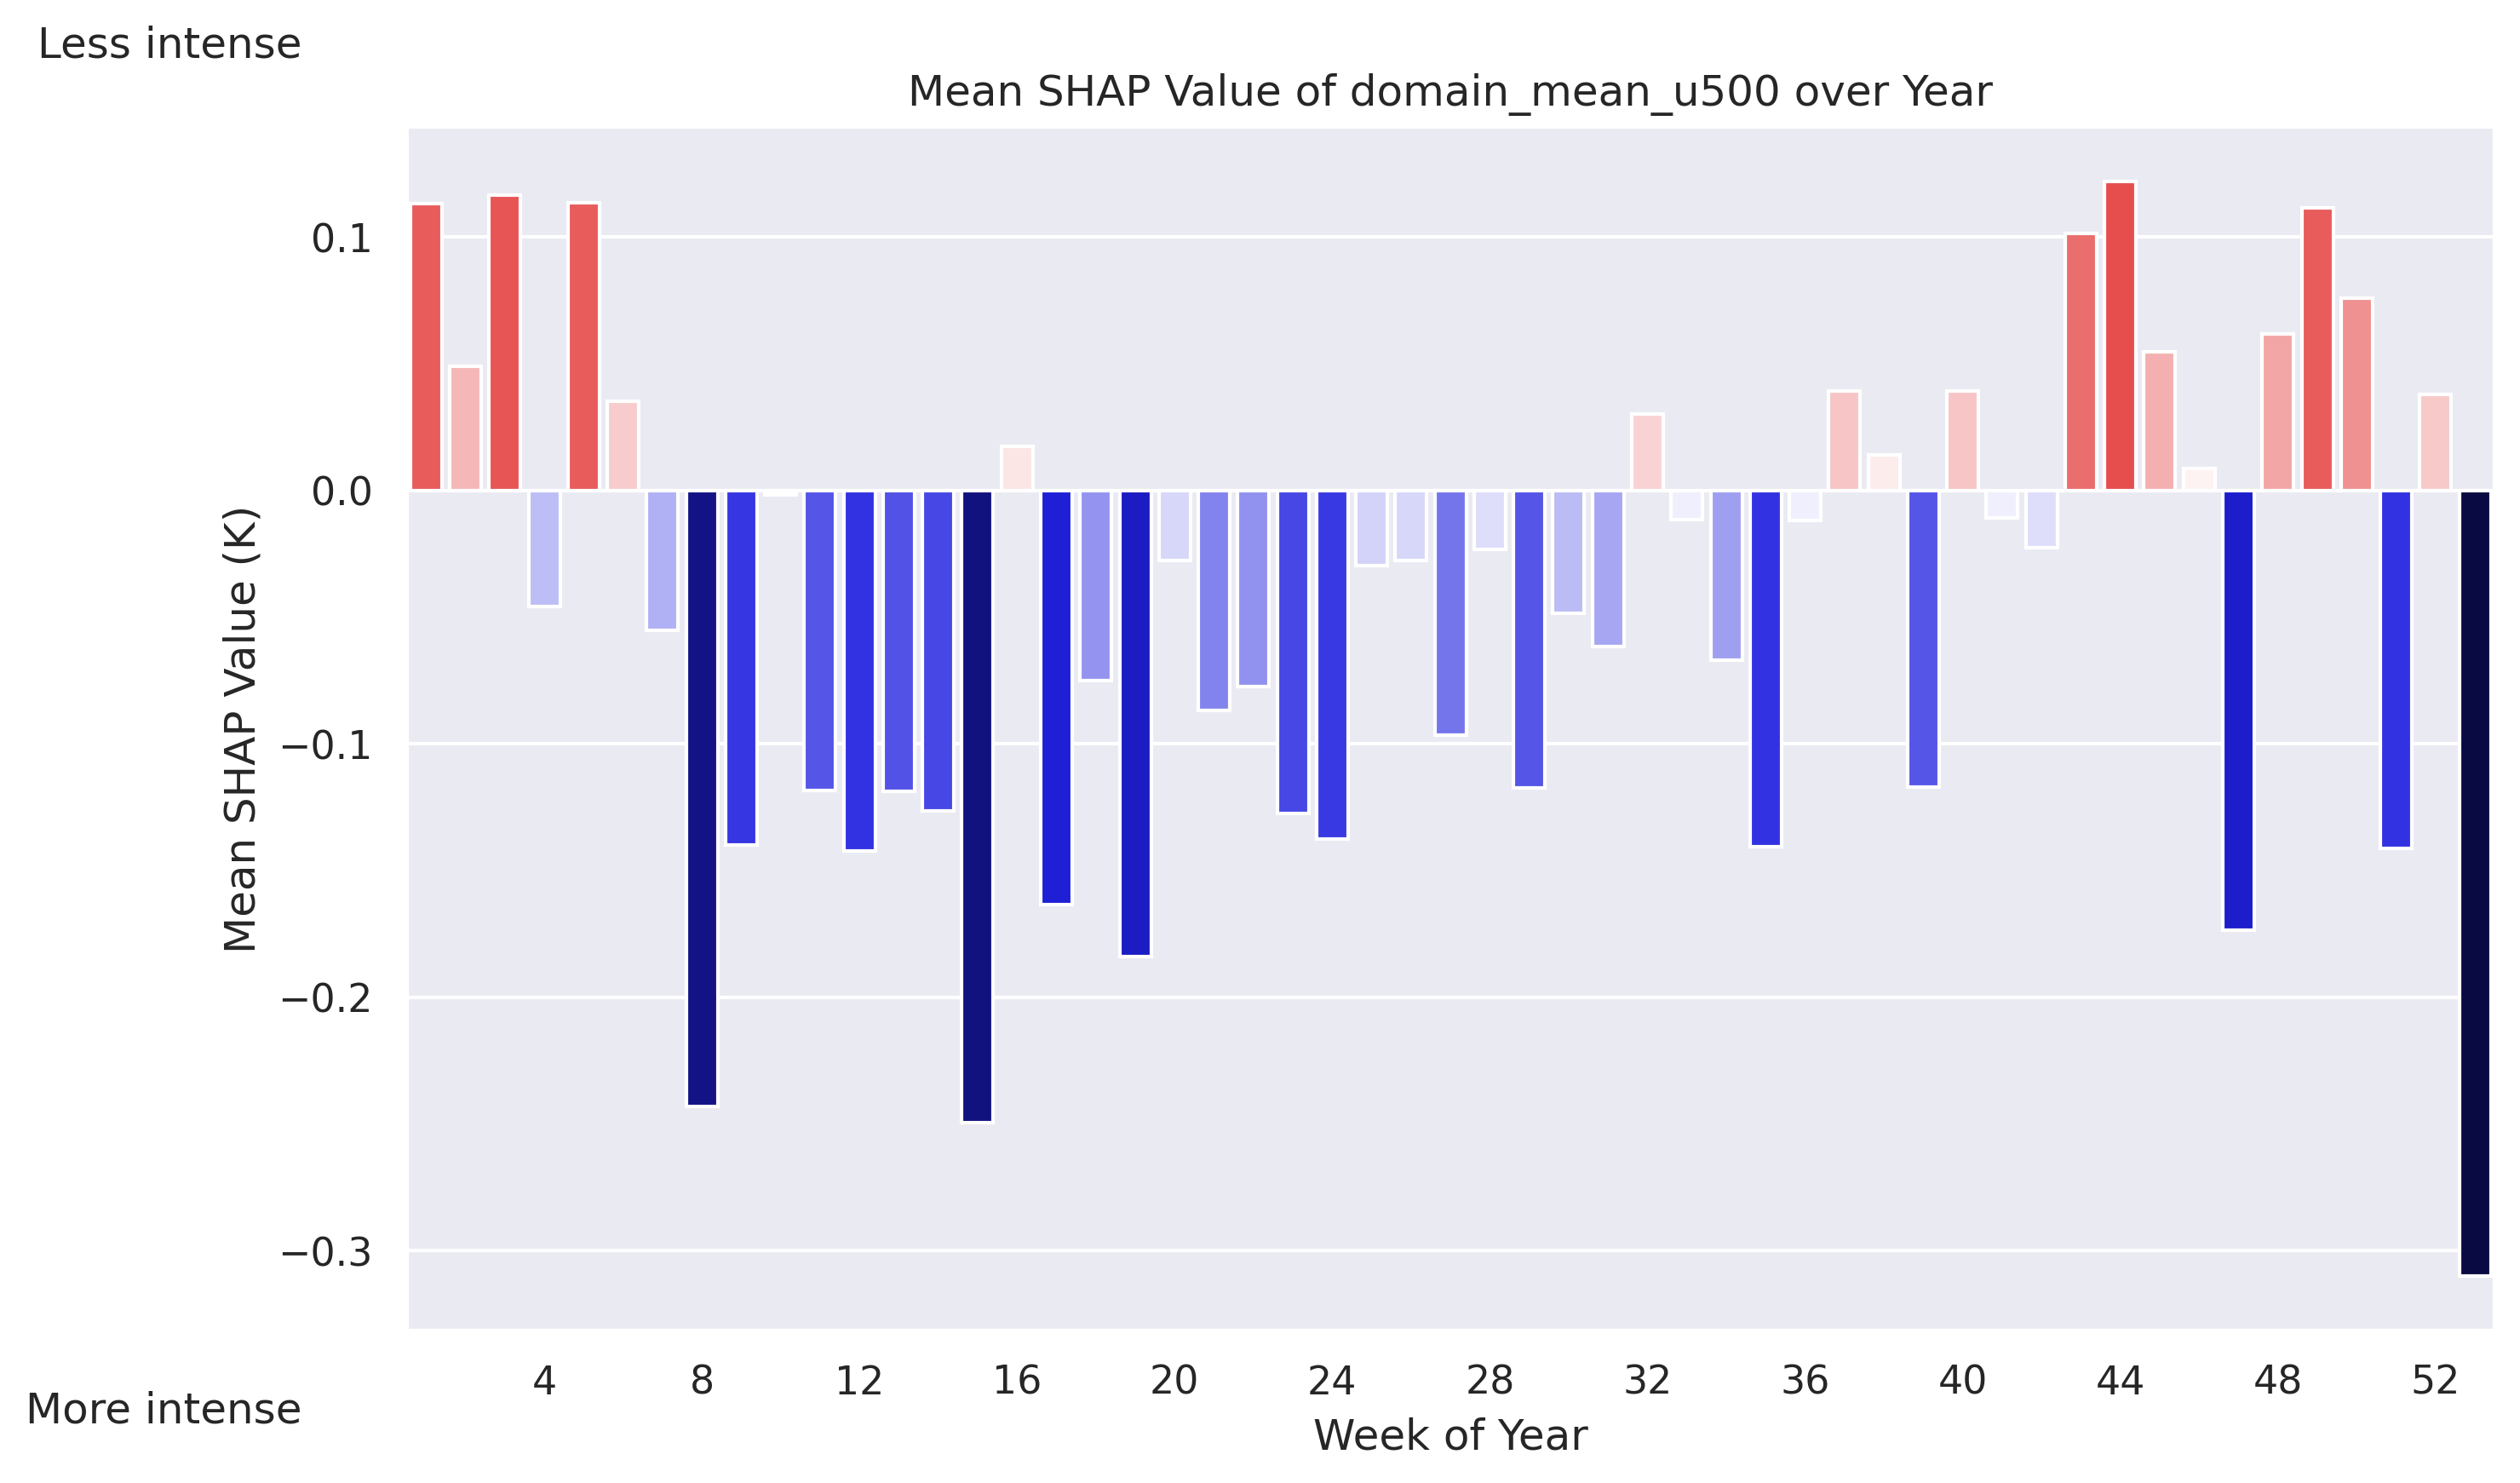 Less intense
Mean SHAP Value of domain_mean_u500 over Year
0.1
0.0
−0.1
−0.2
−0.3
Mean SHAP Value (K)
4 8 12 16 20 24 28 32 36 40 44 48 52
More intense
Week of Year